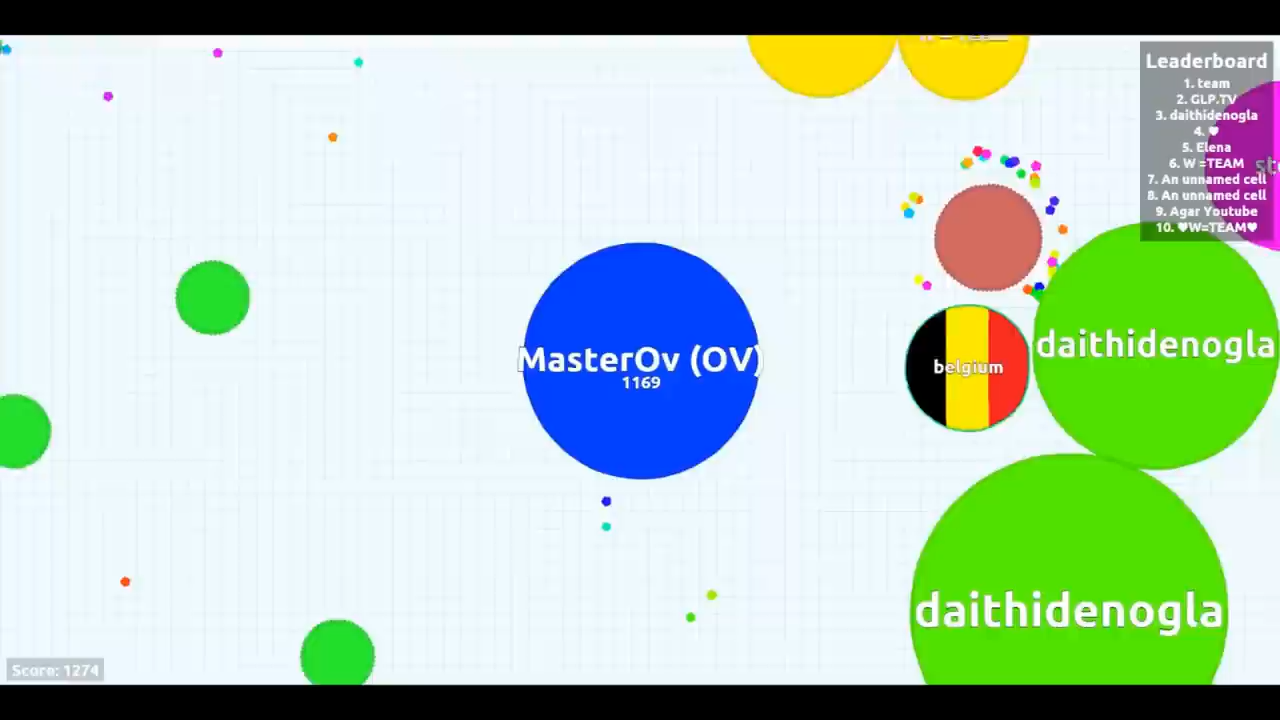 Leaderboard
1. team
2. GLP.TV
3. daithidenogla
4. ♥
5. Elena
6. W =TEAM
7. An unnamed cell
8. An unnamed cell
9. Agar Youtube
10. ♥W=TEAM♥
daithidenogla
MasterOv (OV)
1169
belgium
daithidenogla
Score: 1274